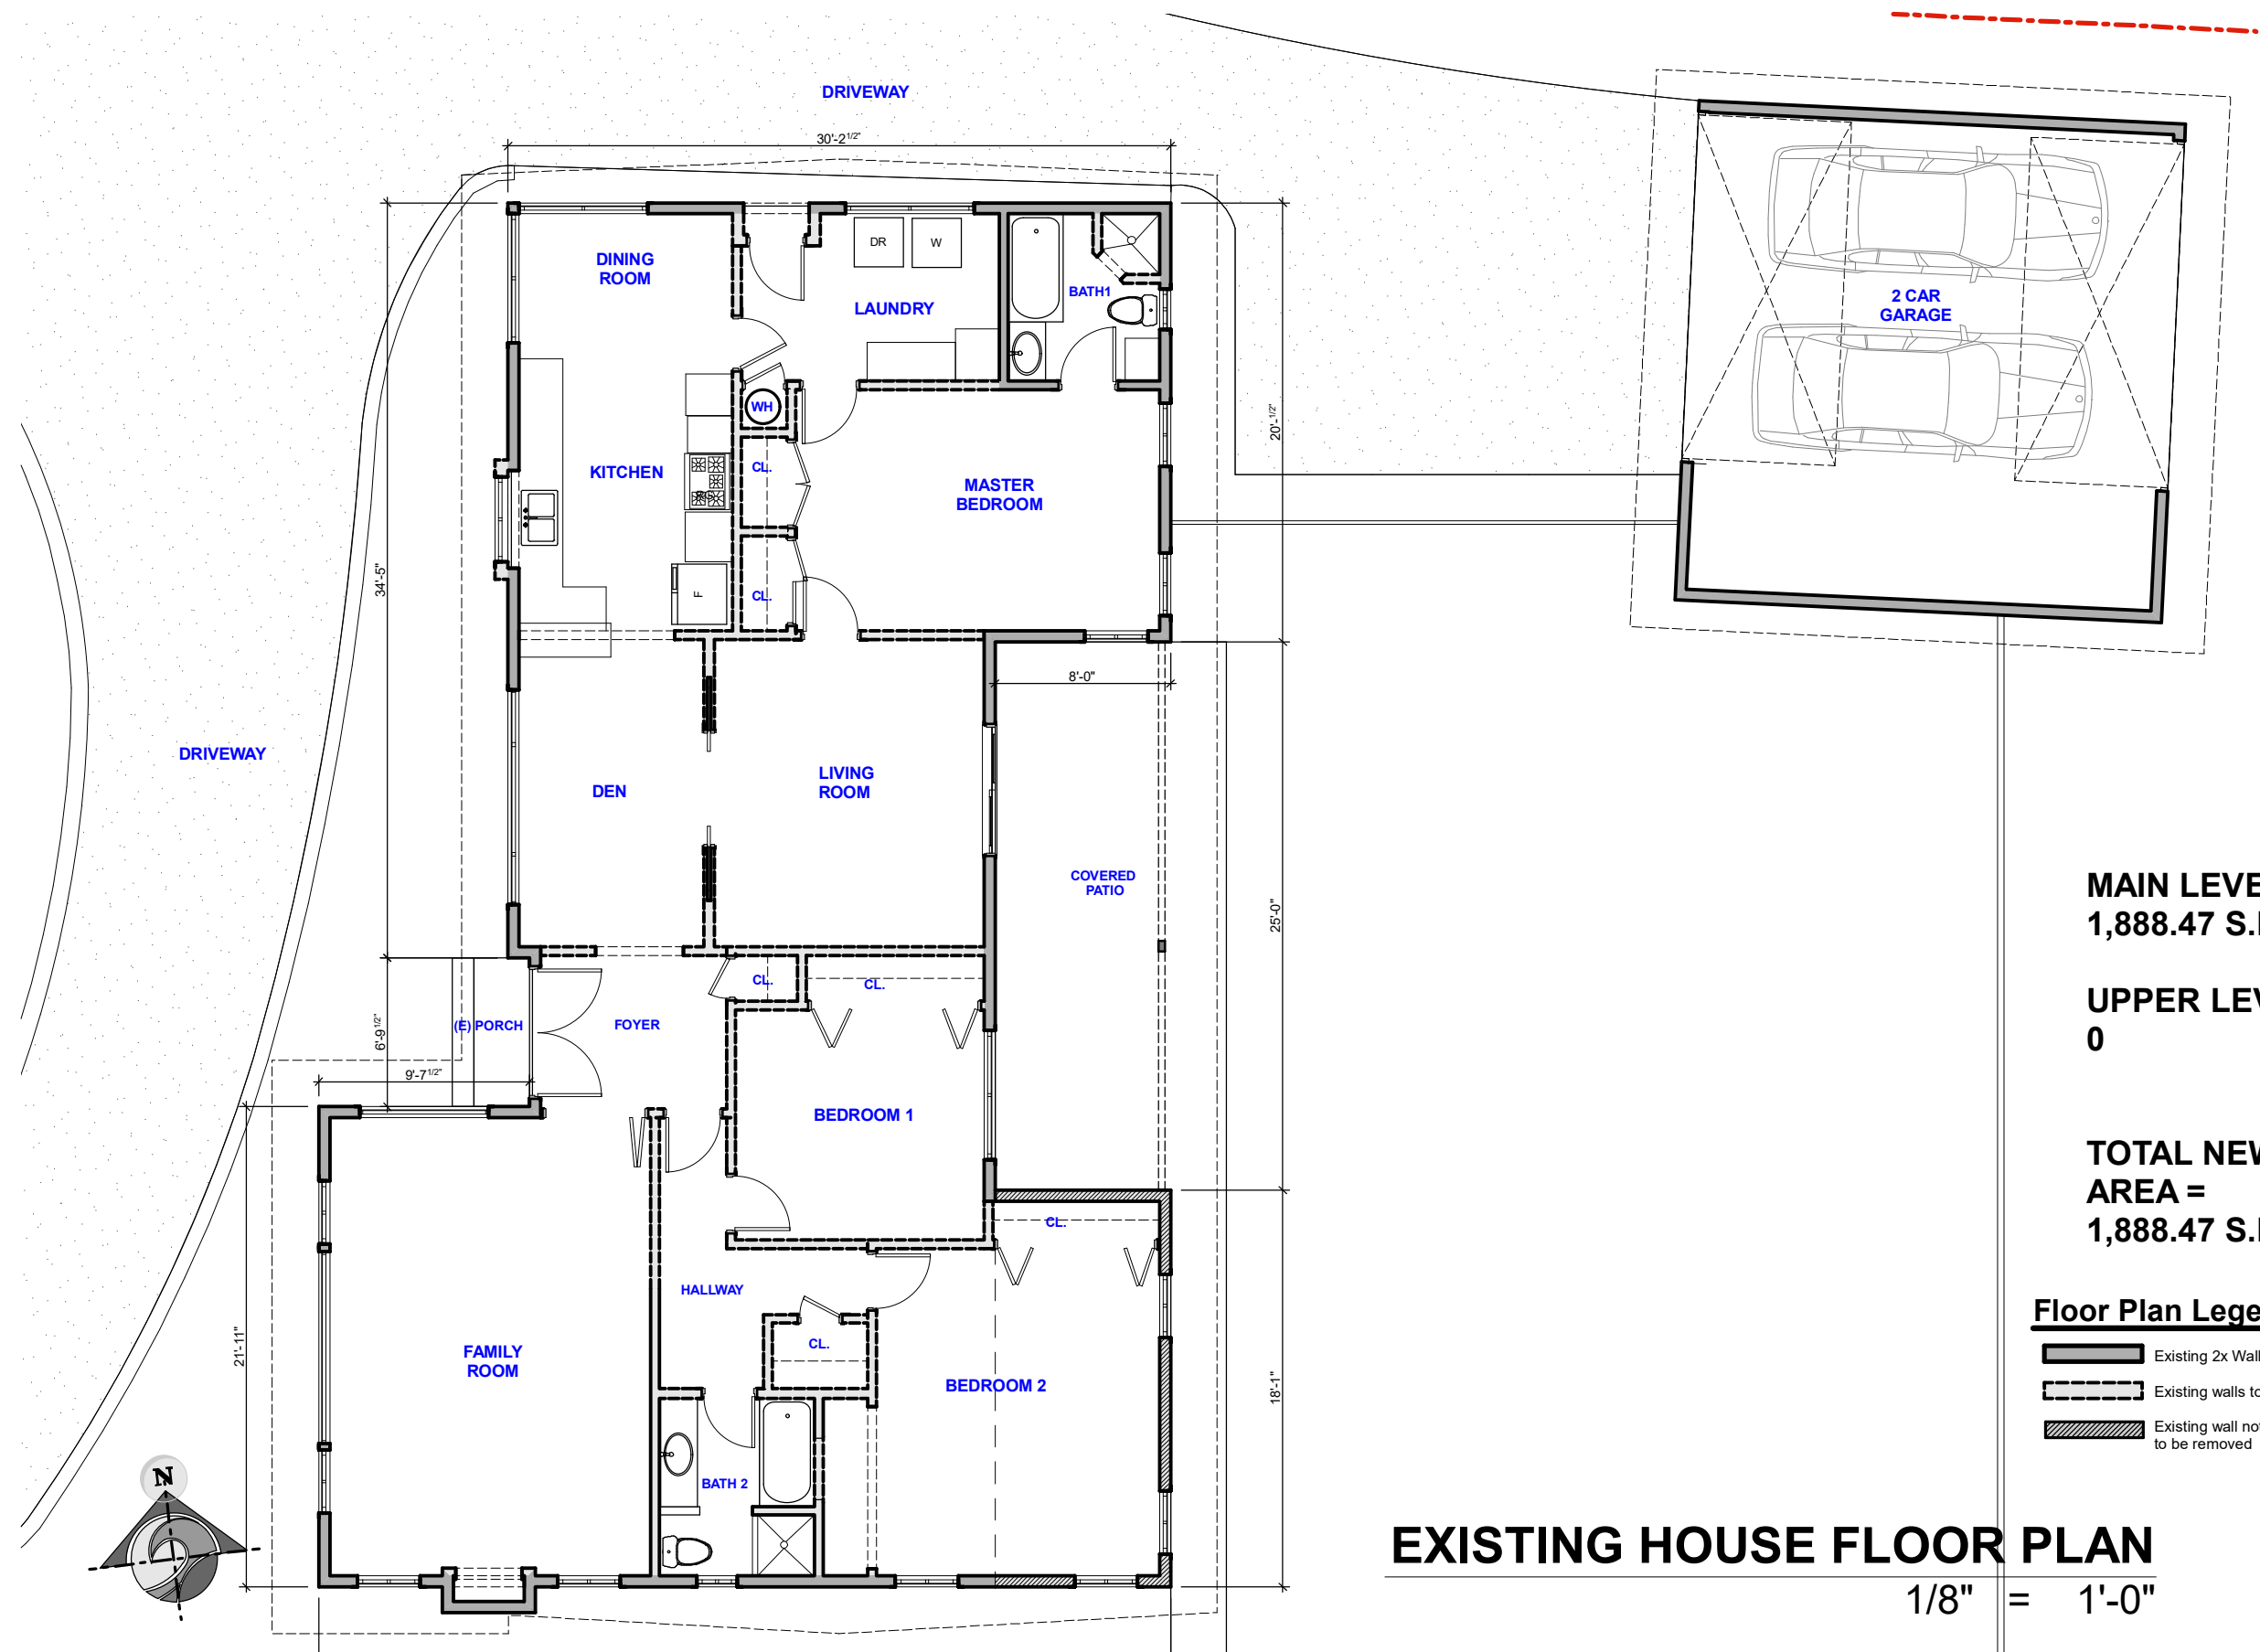 DRIVEWAY
30'-2 1/2"
DINING
ROOM
DR
W
LAUNDRY
BATH1
2 CAR
GARAGE
WH
CL.
KITCHEN
MASTER
BEDROOM
20'-1/2"
34'-5"
F
CL.
8'-0"
DRIVEWAY
DEN
LIVING
ROOM
COVERED
PATIO
25'-0"
MAIN LEVE
1,888.47 S.
CL.
CL.
(E) PORCH
FOYER
6'-9 1/2"
9'-7 1/2"
UPPER LEV
0
BEDROOM 1
TOTAL NEW
AREA =
1,888.47 S.
CL.
HALLWAY
CL.
21'-11"
FAMILY
ROOM
BEDROOM 2
18'-1"
BATH 2
Floor Plan Lege
Existing 2x Wall
Existing walls to
Existing wall not
to be removed
N
EXISTING HOUSE FLOOR PLAN
1/8" = 1'-0"